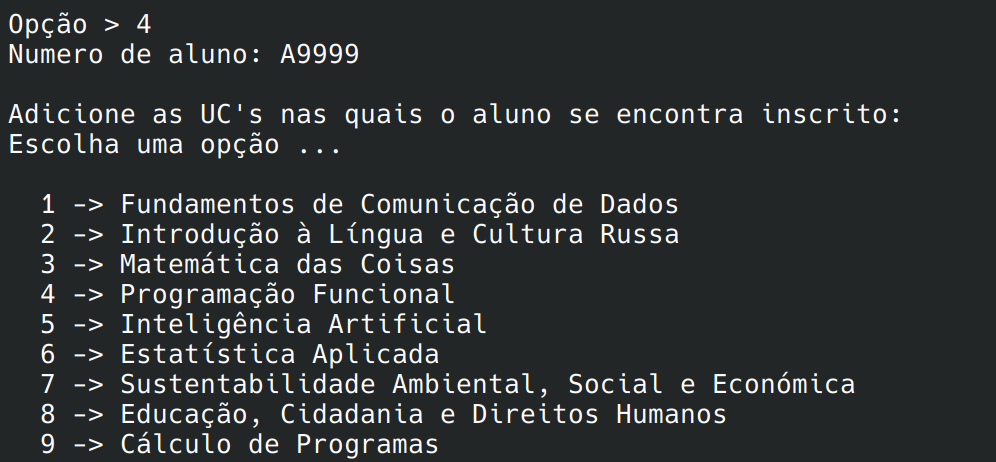 Opção > 4
Numero de aluno: A9999
Adicione as UC's nas quais o aluno se encontra inscrito:
Escolha uma opção ...
1 -> Fundamentos de Comunicação de Dados
2 -> Introdução à Língua e Cultura Russa
3 -> Matemática das Coisas
4 -> Programação Funcional
5 -> Inteligência Artificial
6 -> Estatística Aplicada
7 -> Sustentabilidade Ambiental, Social e Económica
8 -> Educação, Cidadania e Direitos Humanos
9 -> Cálculo de Programas